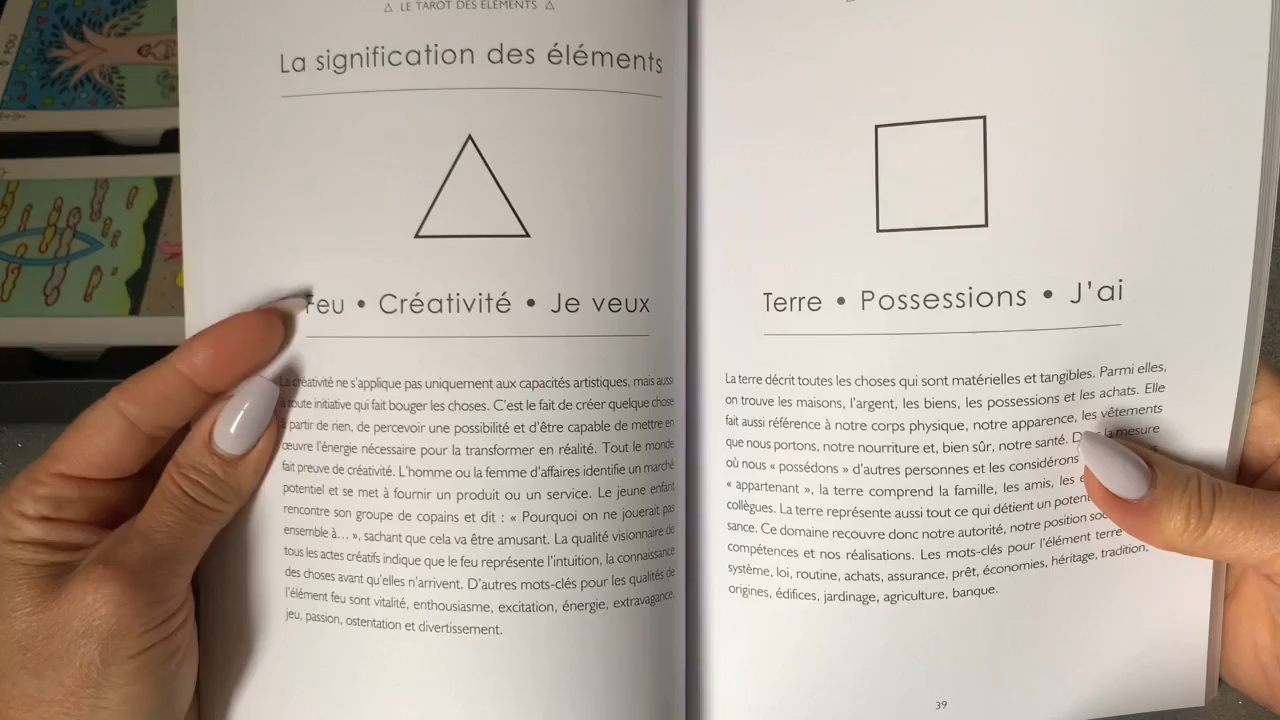 △ LE TAROT DES ÉLÉMENTS △
La signification des éléments
Feu • Créativité • Je veux
La créativité ne s'applique pas uniquement aux capacités artistiques, mais aussi
à toute initiative qui fait bouger les choses. C'est le fait de créer quelque chose
à partir de rien, de percevoir une possibilité et d'être capable de mettre en
œuvre l'énergie nécessaire pour la transformer en réalité. Tout le monde
fait preuve de créativité. L'homme ou la femme d'affaires identifie un marché
potentiel et se met à fournir un produit ou un service. Le jeune enfant
rencontre son groupe de copains et dit : « Pourquoi on ne jouerait pas
ensemble à… », sachant que cela va être amusant. La qualité visionnaire de
tous les actes créatifs indique que le feu représente l'intuition, la connaissance
des choses avant qu'elles n'arrivent. D'autres mots-clés pour les qualités de
l'élément feu sont vitalité, enthousiasme, excitation, énergie, extravagance,
jeu, passion, ostentation et divertissement.
Terre • Possessions • J'ai
La terre décrit toutes les choses qui sont matérielles et tangibles. Parmi elles,
on trouve les maisons, l'argent, les biens, les possessions et les achats. Elle
fait aussi référence à notre corps physique, notre apparence, les vêtements
que nous portons, notre nourriture et, bien sûr, notre santé. la mesure
où nous « possédons » d'autres personnes et les considérons
« appartenant », la terre comprend la famille, les amis, les
collègues. La terre représente aussi tout ce qui détient un
sance. Ce domaine recouvre donc notre autorité, notre position
compétences et nos réalisations. Les mots-clés pour l'élément terre
système, loi, routine, achats, assurance, prêt, économies, héritage, tradition,
origines, édifices, jardinage, agriculture, banque.
39
FOU